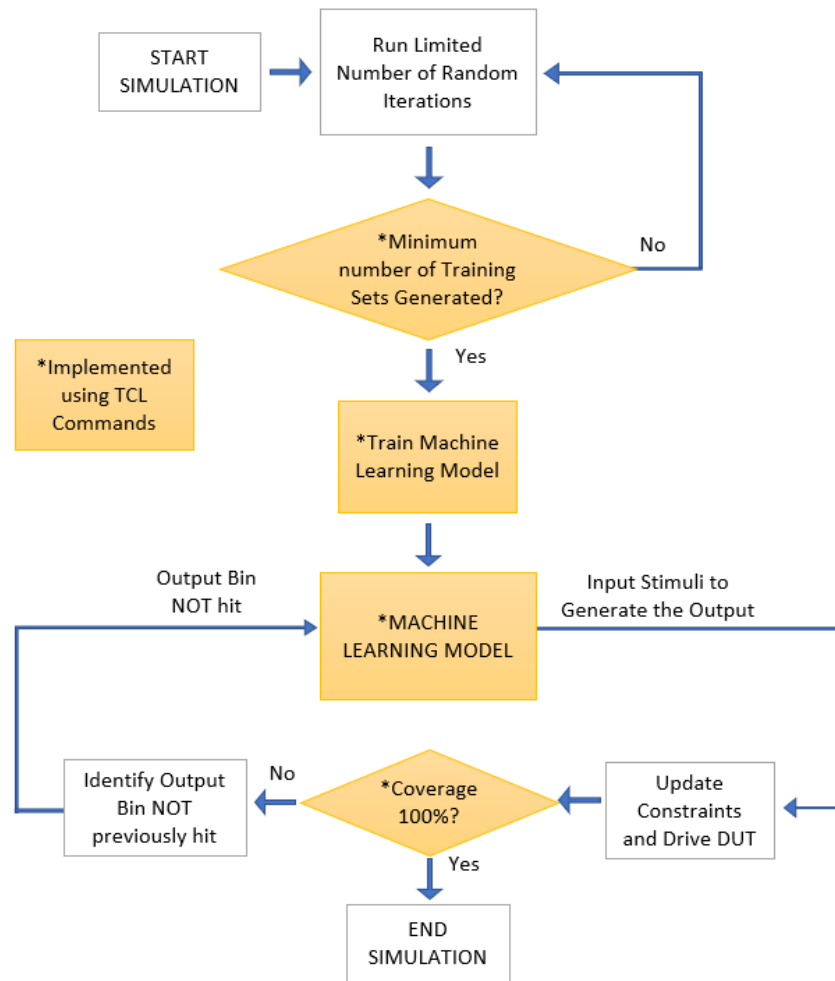 START
SIMULATION
Run Limited
Number of Random
Iterations
*Minimum
number of Training
Sets Generated?
No
Yes
*Implemented
using TCL
Commands
*Train Machine
Learning Model
Output Bin
NOT hit
*MACHINE
LEARNING MODEL
Input Stimuli to
Generate the Output
Identify Output
Bin NOT
previously hit
No
*Coverage
100%?
Yes
Update
Constraints
and Drive DUT
END
SIMULATION